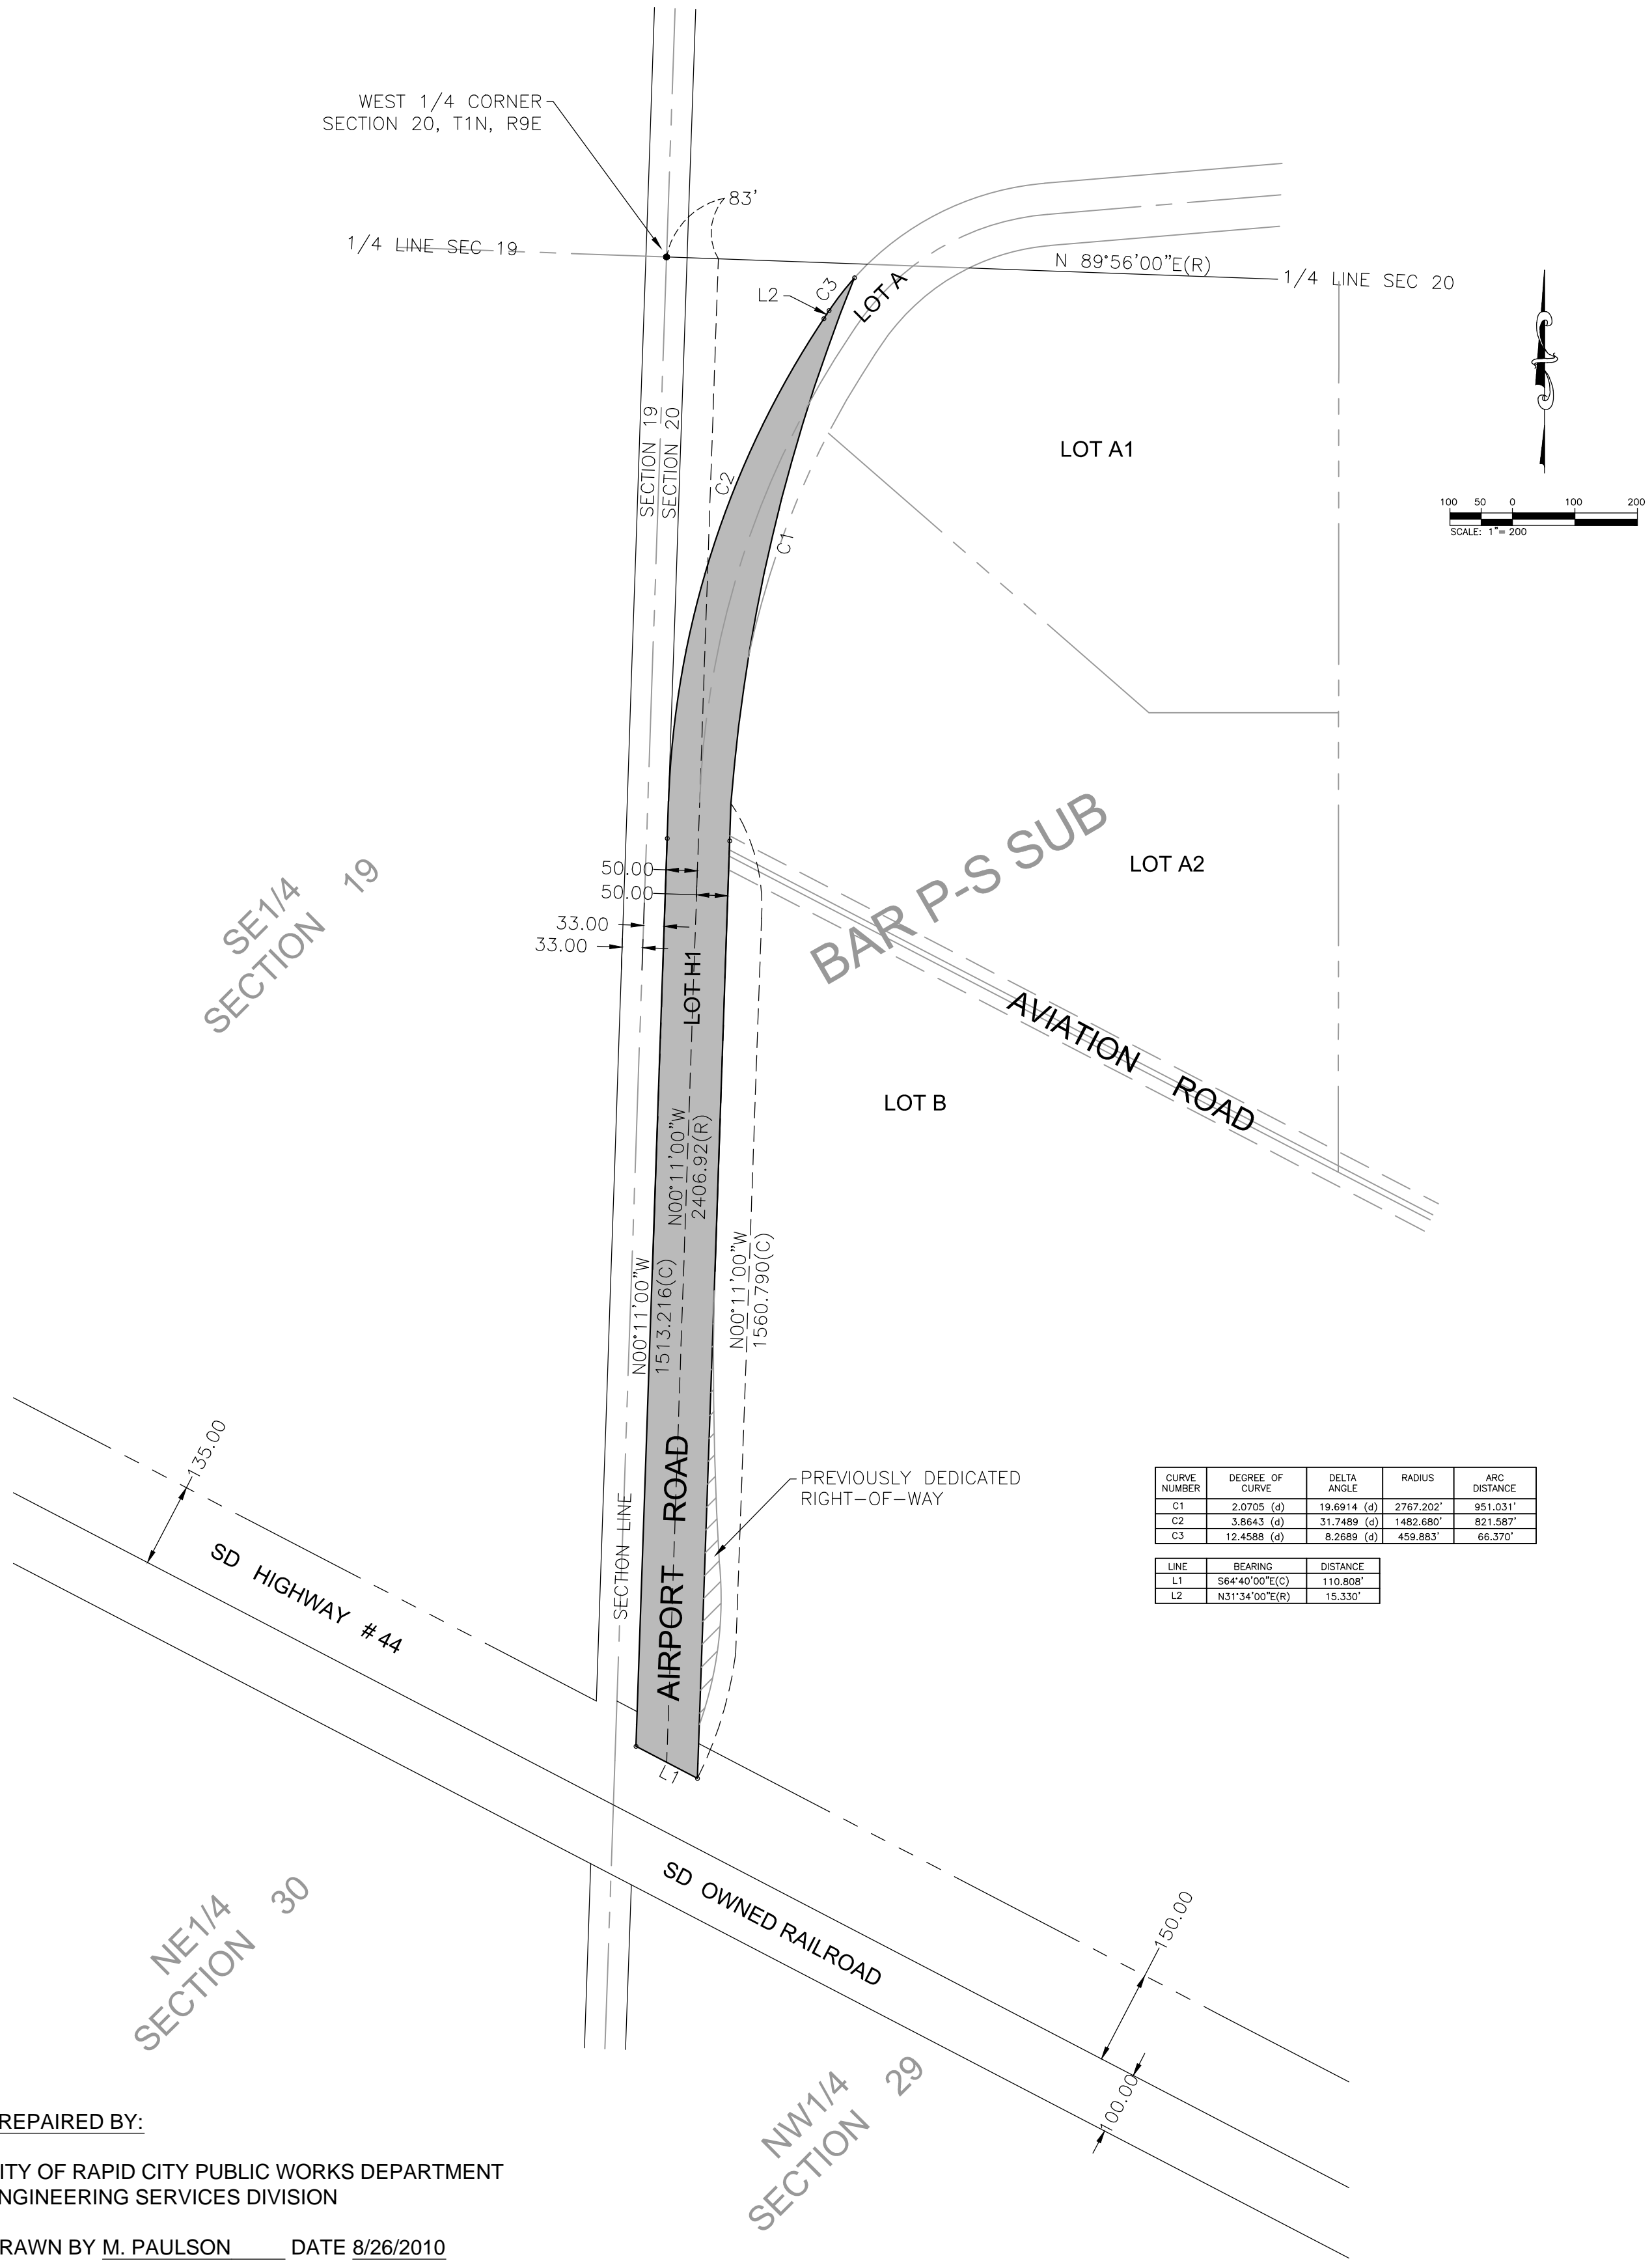 WEST 1/4 CORNER
SECTION 20, T1N, R9E
83'
1/4 LINE SEC 19
N 89°56'00"E(R)
1/4 LINE SEC 20
L2
C3
LOT A
LOT A1
100 50 0 100 200
SCALE: 1"= 200
SECTION 19
SECTION 20
C2
C1
BAR P-S SUB
LOT A2
SE1/4
SECTION 19
50.00
50.00
33.00
33.00
LOT H1
AVIATION ROAD
LOT B
N00°11'00"W
2406.92(R)
N00°11'00"W
1513.216(C)
N00°11'00"W
1560.790(C)
135.00
SECTION LINE
AIRPORT ROAD
PREVIOUSLY DEDICATED
RIGHT-OF-WAY
CURVE NUMBER DEGREE OF CURVE DELTA ANGLE RADIUS ARC DISTANCE
C1 2.0705 (d) 19.6914 (d) 2767.202' 951.031'
C2 3.8643 (d) 31.7489 (d) 1482.680' 821.587'
C3 12.4588 (d) 8.2689 (d) 459.883' 66.370'
LINE BEARING DISTANCE
L1 S64°40'00"E(C) 110.808'
L2 N31°34'00"E(R) 15.330'
SD HIGHWAY #44
L1
SD OWNED RAILROAD
NE1/4
SECTION 30
150.00
100.00
NW1/4
SECTION 29
REPAIRED BY:
ITY OF RAPID CITY PUBLIC WORKS DEPARTMENT
NGINEERING SERVICES DIVISION
RAWN BY M. PAULSON DATE 8/26/2010